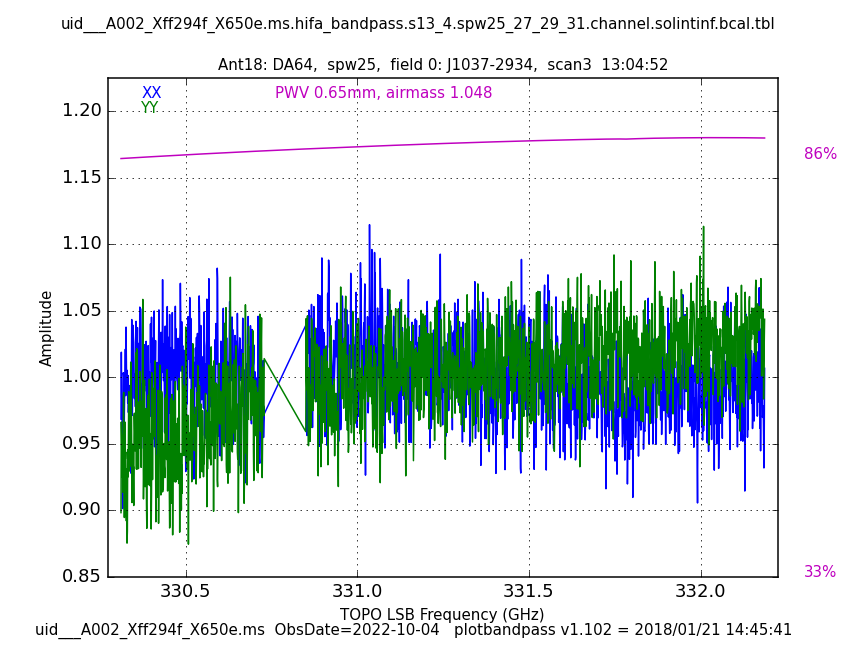 uid___A002_Xff294f_X650e.ms.hifa_bandpass.s13_4.spw25_27_29_31.channel.solintinf.bcal.tbl
Ant18: DA64, spw25, field 0: J1037-2934, scan3 13:04:52
XX
PWV 0.65mm, airmass 1.048
YY
1.20
86%
1.15
1.10
1.05
Amplitude
1.00
0.95
0.90
33%
0.85
330.5 331.0 331.5 332.0
TOPO LSB Frequency (GHz)
uid___A002_Xff294f_X650e.ms ObsDate=2022-10-04 plotbandpass v1.102 = 2018/01/21 14:45:41